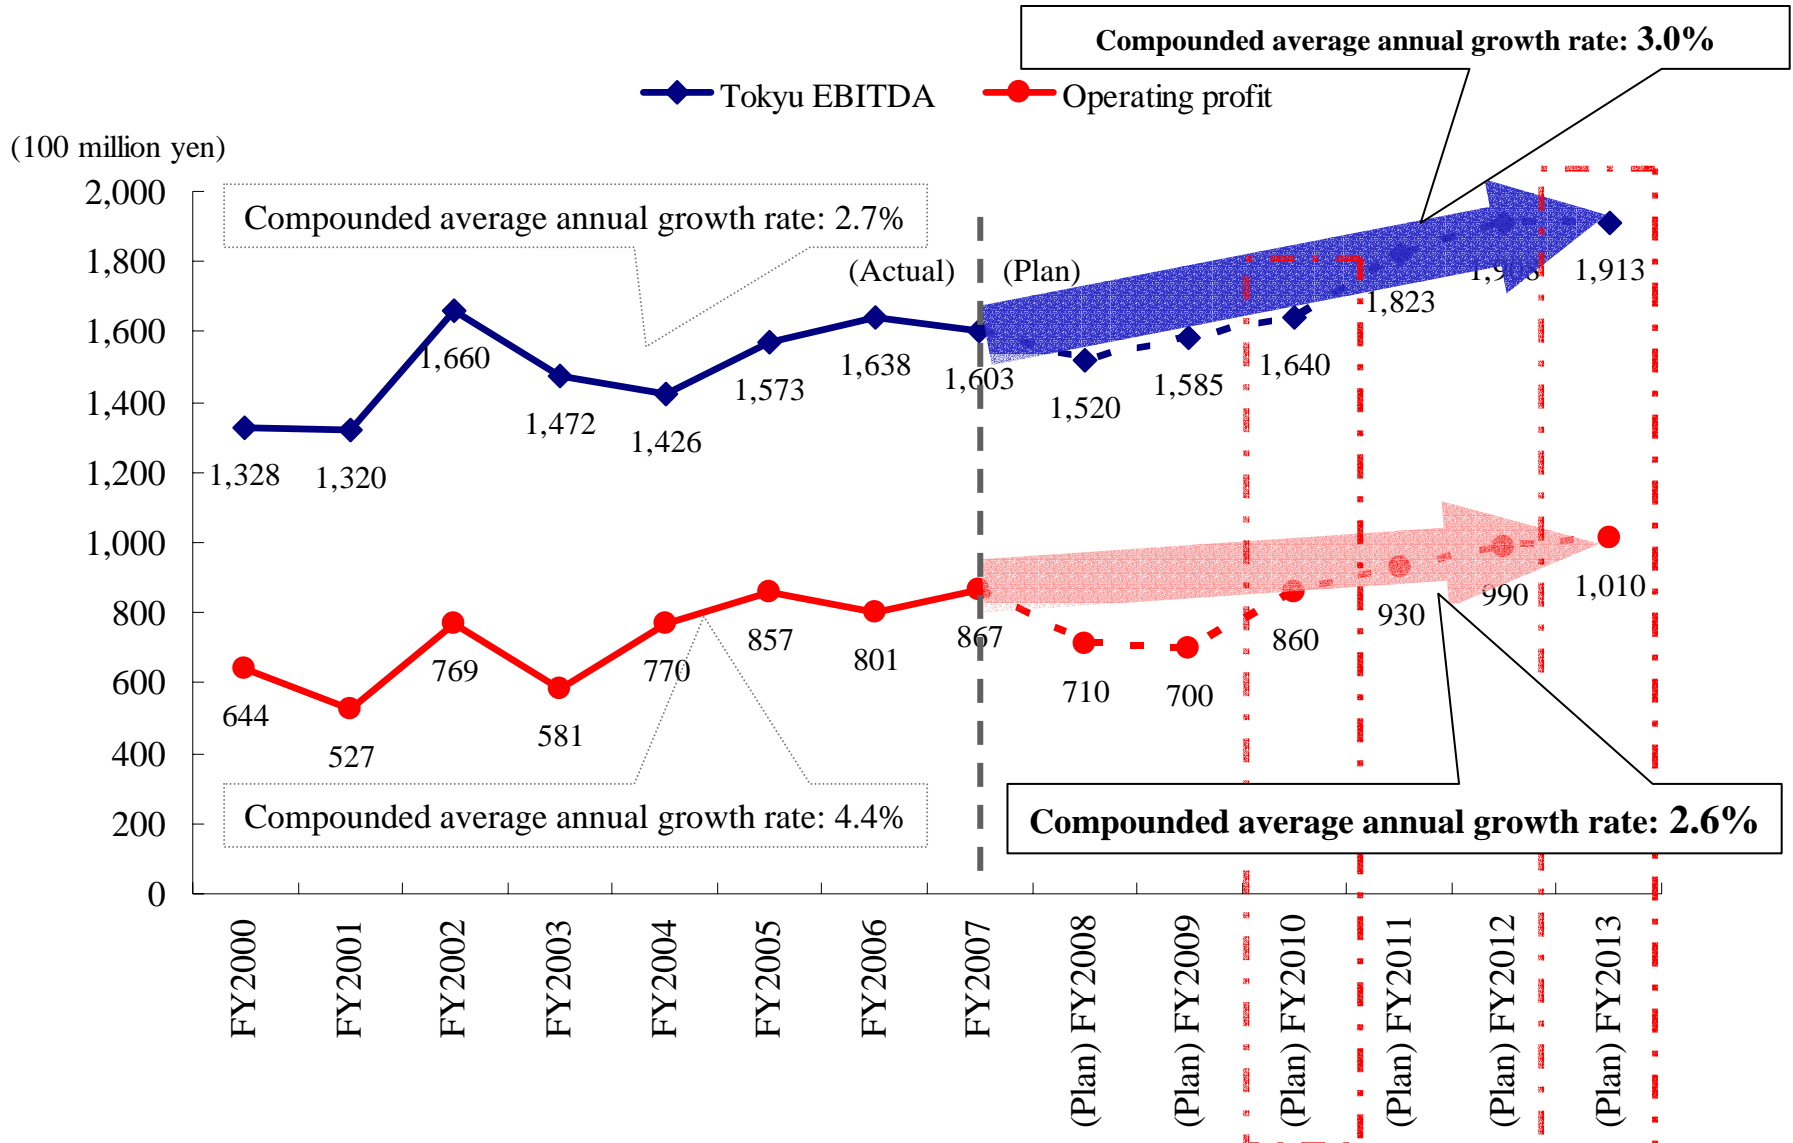 Compounded average annual growth rate: 3.0%
Tokyu EBITDA
Operating profit
(100 million yen)
2,000
1,800
1,600
1,400
1,200
1,000
800
600
400
200
0
Compounded average annual growth rate: 2.7%
(Actual)
(Plan)
1,328
1,320
1,660
1,472
1,426
1,573
1,638
1,603
1,520
1,585
1,640
1,823
1,913
644
527
769
581
770
857
801
867
710
700
860
930
990
1,010
Compounded average annual growth rate: 4.4%
Compounded average annual growth rate: 2.6%
FY2000
FY2001
FY2002
FY2003
FY2004
FY2005
FY2006
FY2007
(Plan) FY2008
(Plan) FY2009
(Plan) FY2010
(Plan) FY2011
(Plan) FY2012
(Plan) FY2013